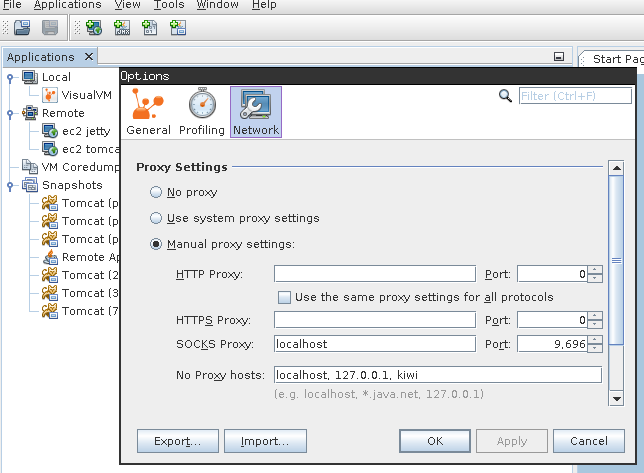 File Applications View Tools Window Help
Applications
Start Pag
Local
VisualVM
Remote
ec2 jetty
ec2 tomca
VM Coredump
Snapshots
Tomcat (p
Tomcat (p
Tomcat (p
Remote Ap
Tomcat (2
Tomcat (3
Tomcat (7
Options
Filter (Ctrl+F)
General Profiling Network
Proxy Settings
No proxy
Use system proxy settings
Manual proxy settings:
HTTP Proxy: Port: 0
Use the same proxy settings for all protocols
HTTPS Proxy: Port: 0
SOCKS Proxy: localhost Port: 9,696
No Proxy hosts: localhost, 127.0.0.1, kiwi
(e.g. localhost, *.java.net, 127.0.0.1)
Export... Import... OK Apply Cancel